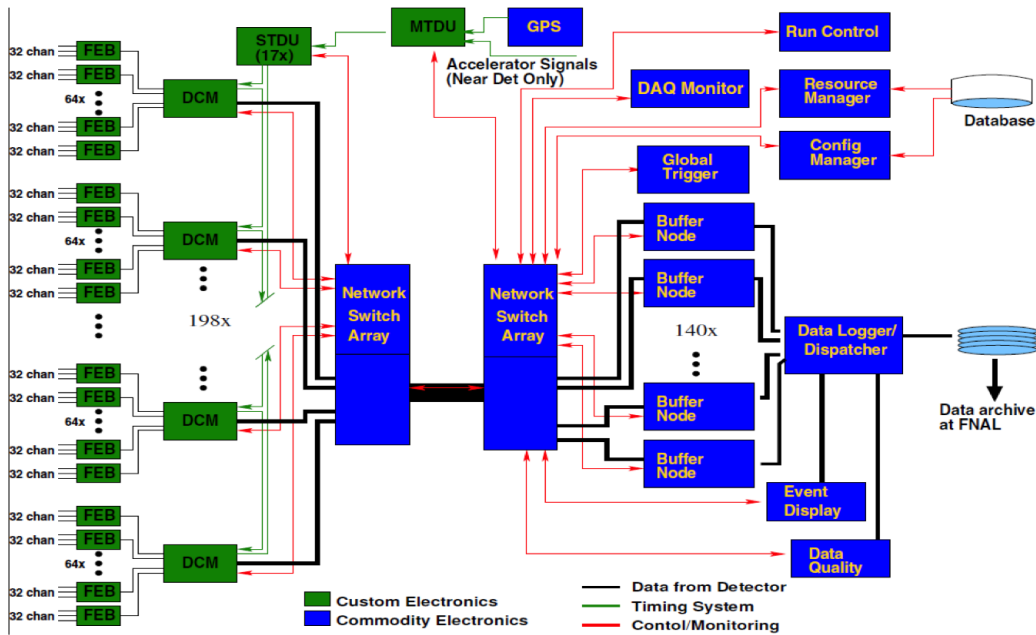 GPS
MTDU
STDU
(17x)
Accelerator Signals
(Near Det Only)
Run Control
DAQ Monitor
Resource
Manager
Database
Config
Manager
Global
Trigger
32 chan FEB
32 chan FEB
64x
32 chan FEB
32 chan FEB
DCM
32 chan FEB
32 chan FEB
64x
32 chan FEB
32 chan FEB
DCM
198x
32 chan FEB
32 chan FEB
64x
32 chan FEB
32 chan FEB
DCM
32 chan FEB
32 chan FEB
64x
32 chan FEB
32 chan FEB
DCM
Network
Switch
Array
Network
Switch
Array
Buffer
Node
Buffer
Node
140x
Buffer
Node
Buffer
Node
Data Logger/
Dispatcher
Data archive
at FNAL
Event
Display
Data
Quality
Custom Electronics
Commodity Electronics
Data from Detector
Timing System
Contol/Monitoring